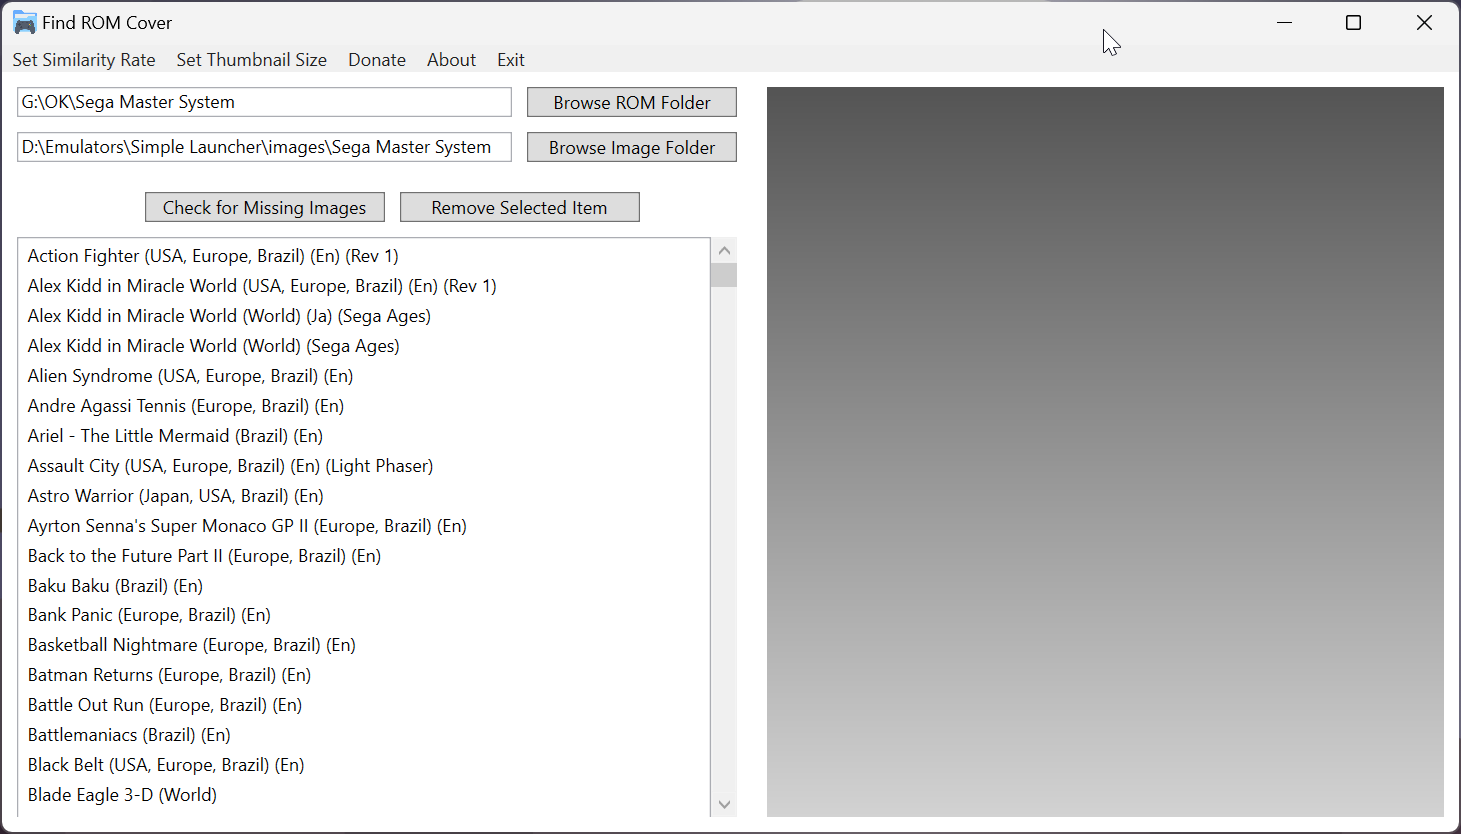 Find ROM Cover
Set Similarity Rate Set Thumbnail Size Donate About Exit
G:\OK\Sega Master System
Browse ROM Folder
D:\Emulators\Simple Launcher\images\Sega Master System
Browse Image Folder
Check for Missing Images
Remove Selected Item
Action Fighter (USA, Europe, Brazil) (En) (Rev 1)
Alex Kidd in Miracle World (USA, Europe, Brazil) (En) (Rev 1)
Alex Kidd in Miracle World (World) (Ja) (Sega Ages)
Alex Kidd in Miracle World (World) (Sega Ages)
Alien Syndrome (USA, Europe, Brazil) (En)
Andre Agassi Tennis (Europe, Brazil) (En)
Ariel - The Little Mermaid (Brazil) (En)
Assault City (USA, Europe, Brazil) (En) (Light Phaser)
Astro Warrior (Japan, USA, Brazil) (En)
Ayrton Senna's Super Monaco GP II (Europe, Brazil) (En)
Back to the Future Part II (Europe, Brazil) (En)
Baku Baku (Brazil) (En)
Bank Panic (Europe, Brazil) (En)
Basketball Nightmare (Europe, Brazil) (En)
Batman Returns (Europe, Brazil) (En)
Battle Out Run (Europe, Brazil) (En)
Battlemaniacs (Brazil) (En)
Black Belt (USA, Europe, Brazil) (En)
Blade Eagle 3-D (World)